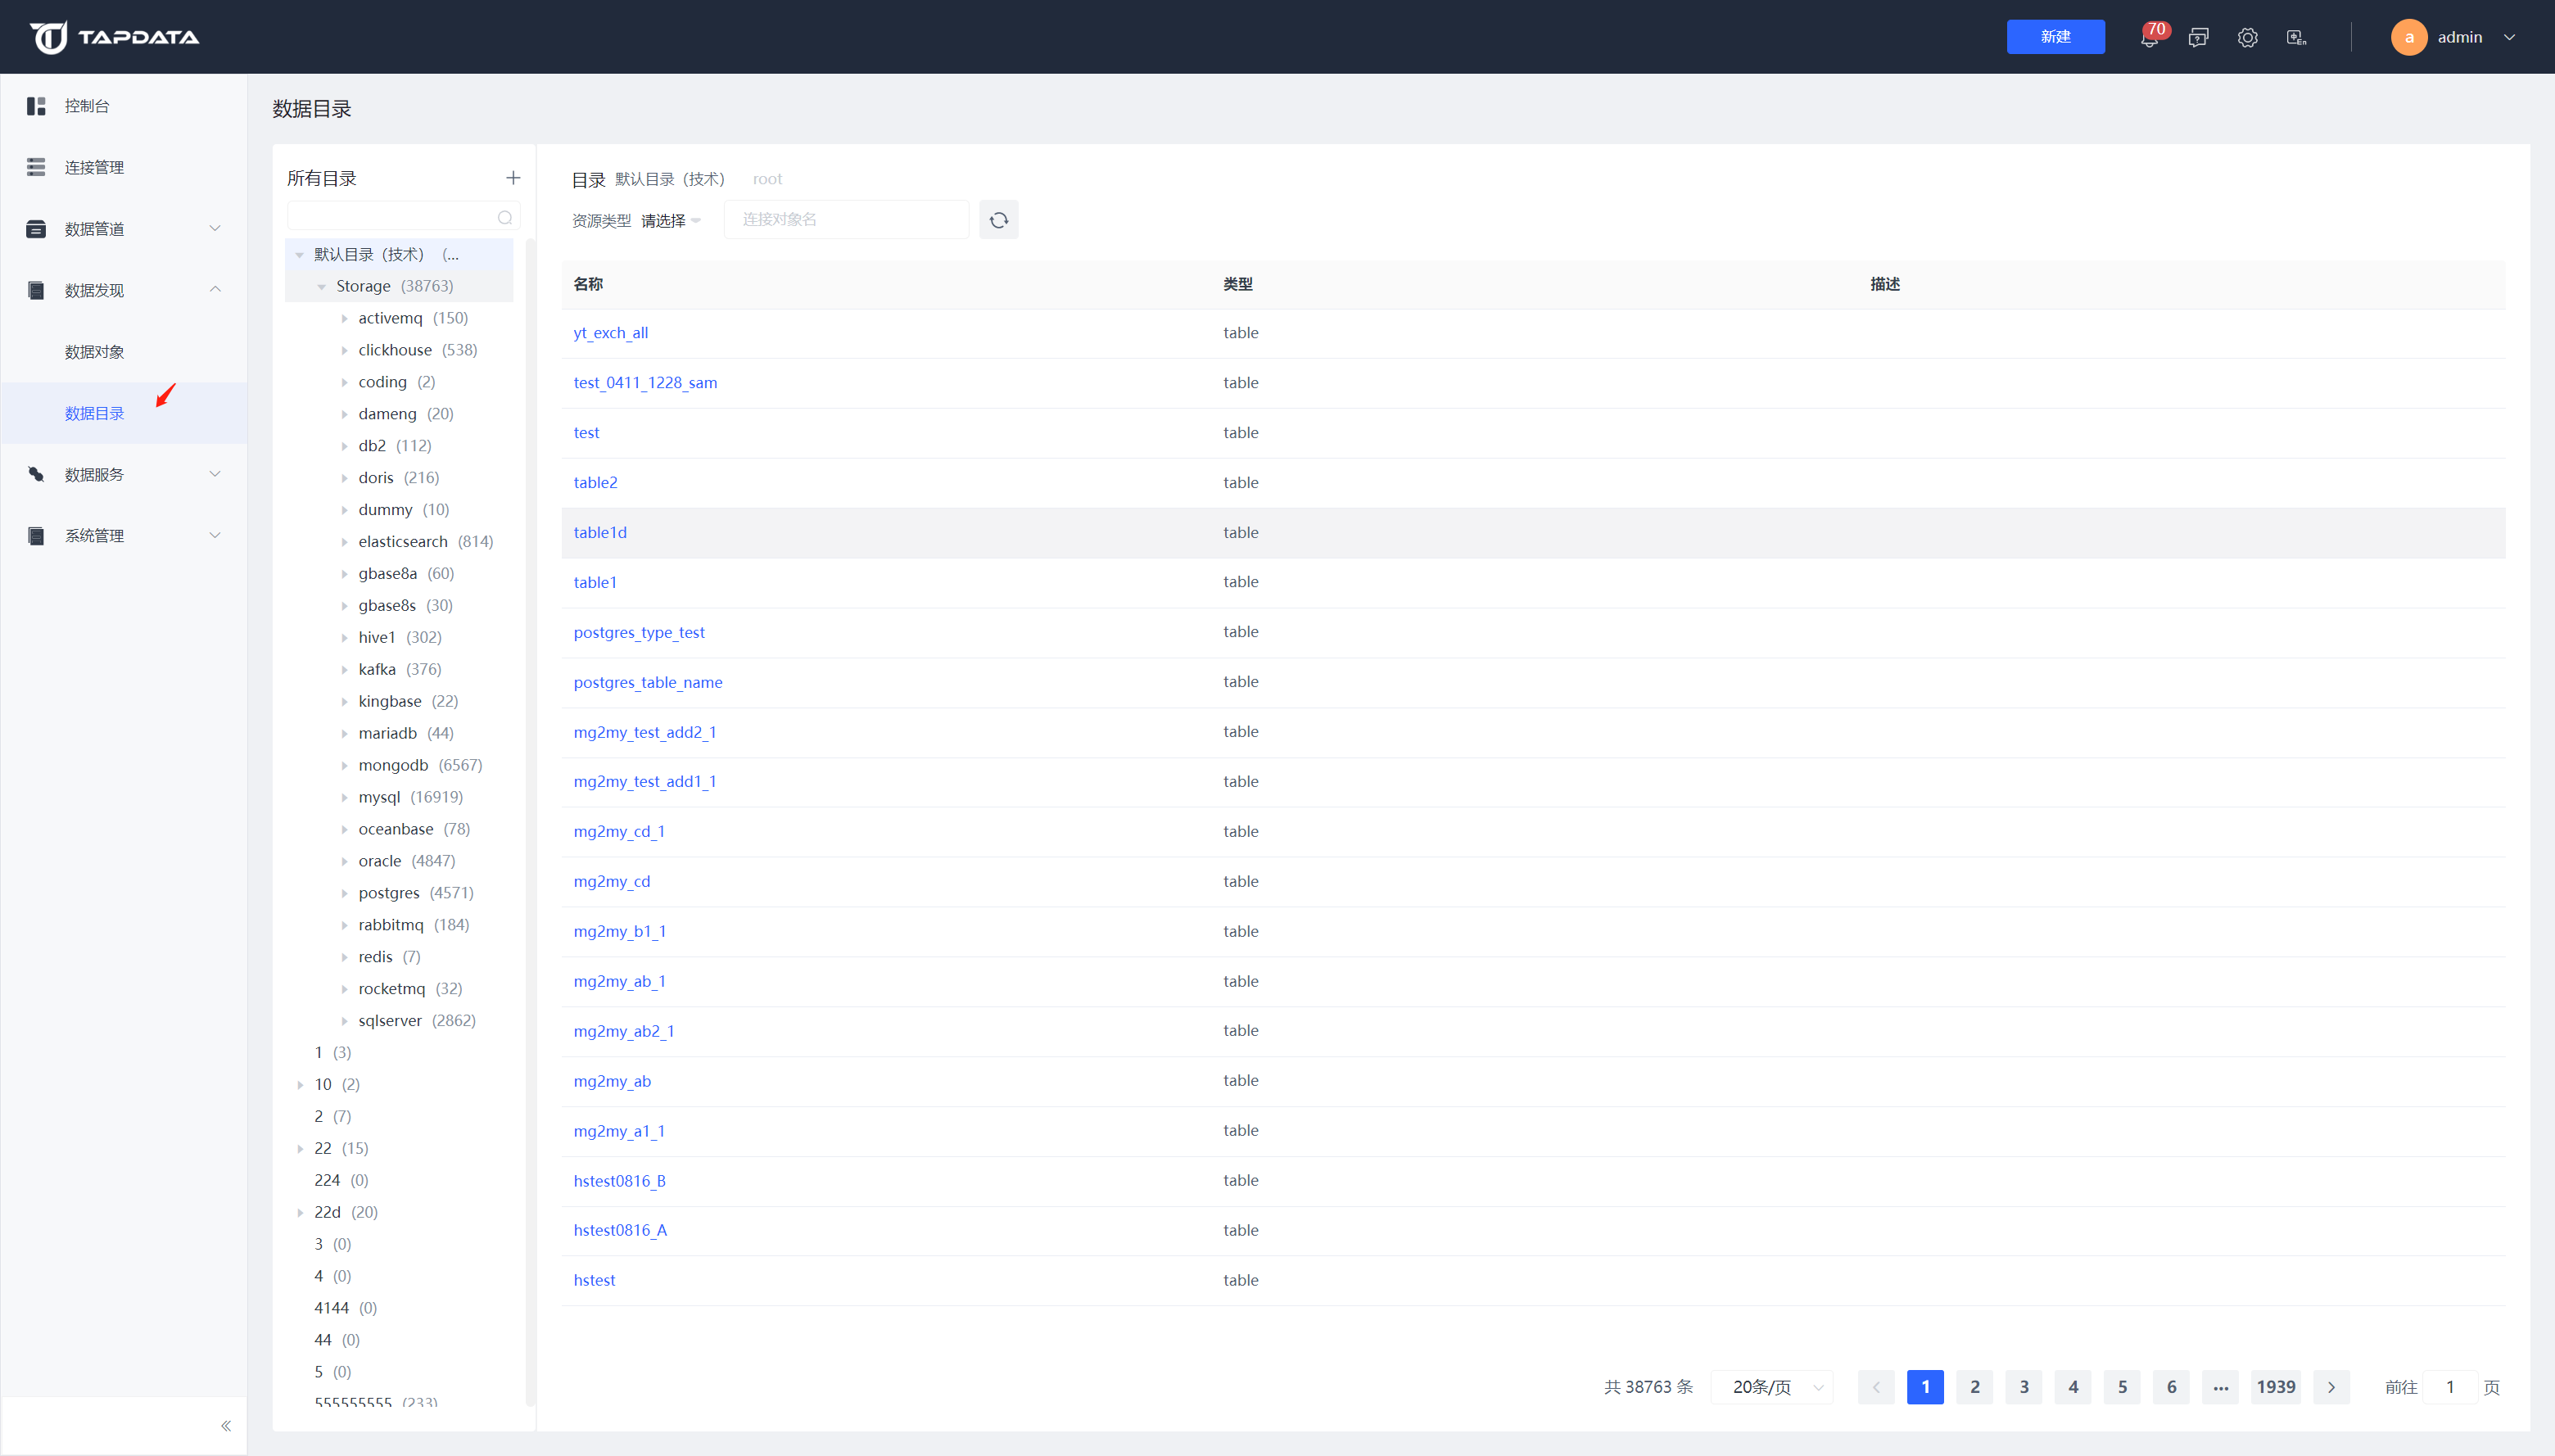 TAPDATA
新建
70
En
a
admin
控制台
连接管理
数据管道
数据发现
数据对象
数据目录
数据服务
系统管理
数据目录
所有目录
默认目录（技术） (...
Storage (38763)
activemq (150)
clickhouse (538)
coding (2)
dameng (20)
db2 (112)
doris (216)
dummy (10)
elasticsearch (814)
gbase8a (60)
gbase8s (30)
hive1 (302)
kafka (376)
kingbase (22)
mariadb (44)
mongodb (6567)
mysql (16919)
oceanbase (78)
oracle (4847)
postgres (4571)
rabbitmq (184)
redis (7)
rocketmq (32)
sqlserver (2862)
1 (3)
10 (2)
2 (7)
22 (15)
224 (0)
22d (20)
3 (0)
4 (0)
4144 (0)
44 (0)
5 (0)
555555555 (233)
目录 默认目录（技术） root
资源类型 请选择 连接对象名
名称 类型 描述
yt_exch_all table
test_0411_1228_sam table
test table
table2 table
table1d table
table1 table
postgres_type_test table
postgres_table_name table
mg2my_test_add2_1 table
mg2my_test_add1_1 table
mg2my_cd_1 table
mg2my_cd table
mg2my_b1_1 table
mg2my_ab_1 table
mg2my_ab2_1 table
mg2my_ab table
mg2my_a1_1 table
hstest0816_B table
hstest0816_A table
hstest table
共 38763 条 20条/页 1 2 3 4 5 6 ... 1939 前往 1 页